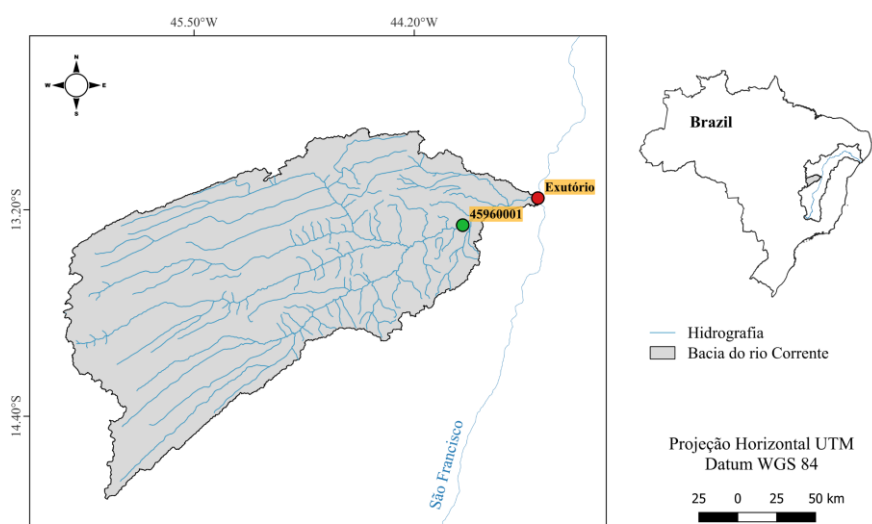 45.50°W
44.20°W
N
W
E
S
13.20°S
14.40°S
Exutório
45960001
São Francisco
Brazil
Hidrografia
Bacia do rio Corrente
Projeção Horizontal UTM
Datum WGS 84
25 0 25 50 km